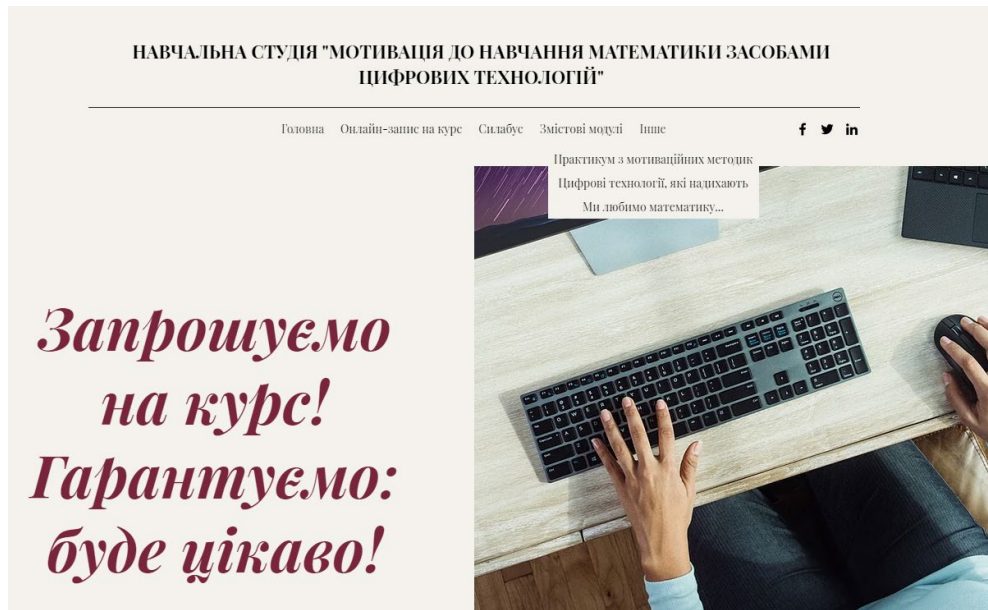 НАВЧАЛЬНА СТУДІЯ "МОТИВАЦІЯ ДО НАВЧАННЯ МАТЕМАТИКИ ЗАСОБАМИ
ЦИФРОВИХ ТЕХНОЛОГІЙ"
Головна Онлайн-запис на курс Силабус Змістові модулі Інше
Практикум з мотиваційних методик
Цифрові технології, які надихають
Ми любимо математику...
Запрошуємо
на курс!
Гарантуємо:
буде цікаво!